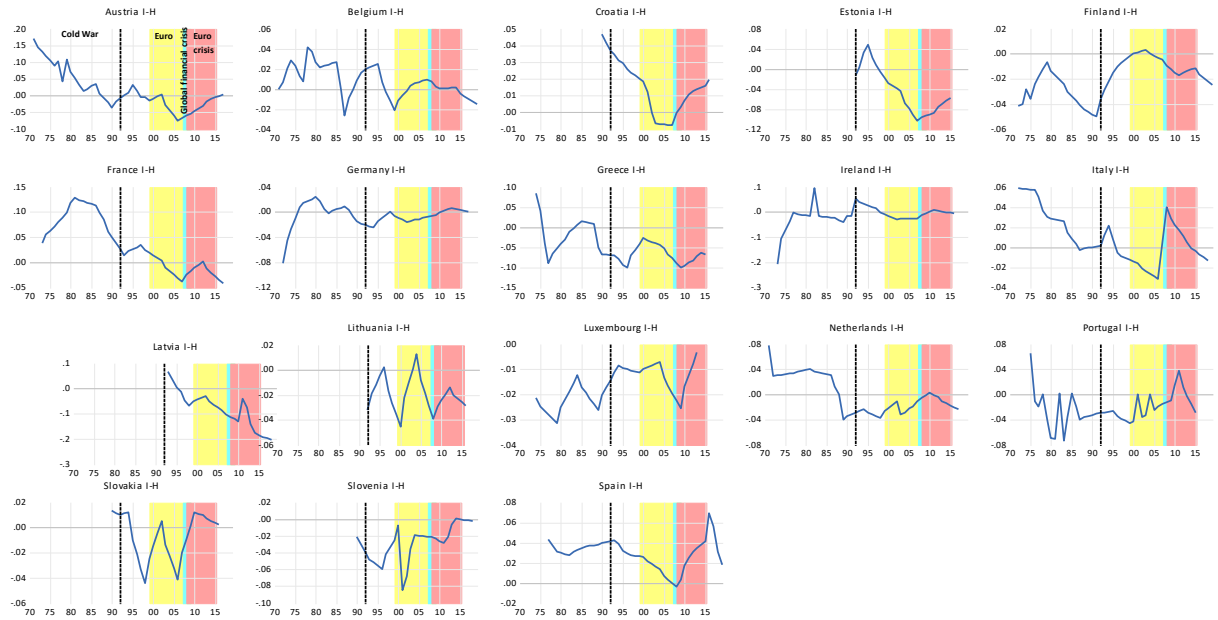 Austria I-H
.20
.15
.10
.05
.00
-.05
-.10
Cold War
Euro
Global financial crisis
Euro
crisis
70 75 80 85 90 95 00 05 10 15
Belgium I-H
.06
.04
.02
.00
-.02
-.04
70 75 80 85 90 95 00 05 10 15
Croatia I-H
.05
.00
-.01
70 75 80 85 90 95 00 05 10 15
Estonia I-H
.08
.04
.00
-.04
-.08
-.12
70 75 80 85 90 95 00 05 10 15
Finland I-H
.02
.00
-.02
-.04
-.06
70 75 80 85 90 95 00 05 10 15
France I-H
.15
.10
.05
.00
-.05
70 75 80 85 90 95 00 05 10 15
Germany I-H
.04
.00
-.04
-.08
-.12
70 75 80 85 90 95 00 05 10 15
Greece I-H
.10
.05
.00
-.05
-.10
-.15
70 75 80 85 90 95 00 05 10 15
Ireland I-H
.1
.0
-.1
-.2
-.3
70 75 80 85 90 95 00 05 10 15
Italy I-H
.06
.04
.02
.00
-.02
-.04
70 75 80 85 90 95 00 05 10 15
Latvia I-H
.1
.0
-.1
-.2
-.3
70 75 80 85 90 95 00 05 10 15
Lithuania I-H
.02
.00
-.02
-.04
-.06
70 75 80 85 90 95 00 05 10 15
Luxembourg I-H
.00
-.01
-.02
-.03
-.04
70 75 80 85 90 95 00 05 10 15
Netherlands I-H
.08
.04
.00
-.04
-.08
70 75 80 85 90 95 00 05 10 15
Portugal I-H
.08
.04
.00
-.04
-.08
70 75 80 85 90 95 00 05 10 15
Slovakia I-H
.02
.00
-.02
-.04
-.06
70 75 80 85 90 95 00 05 10 15
Slovenia I-H
.02
.00
-.02
-.04
-.06
-.08
-.10
70 75 80 85 90 95 00 05 10 15
Spain I-H
.08
.06
.04
.02
.00
-.02
70 75 80 85 90 95 00 05 10 15